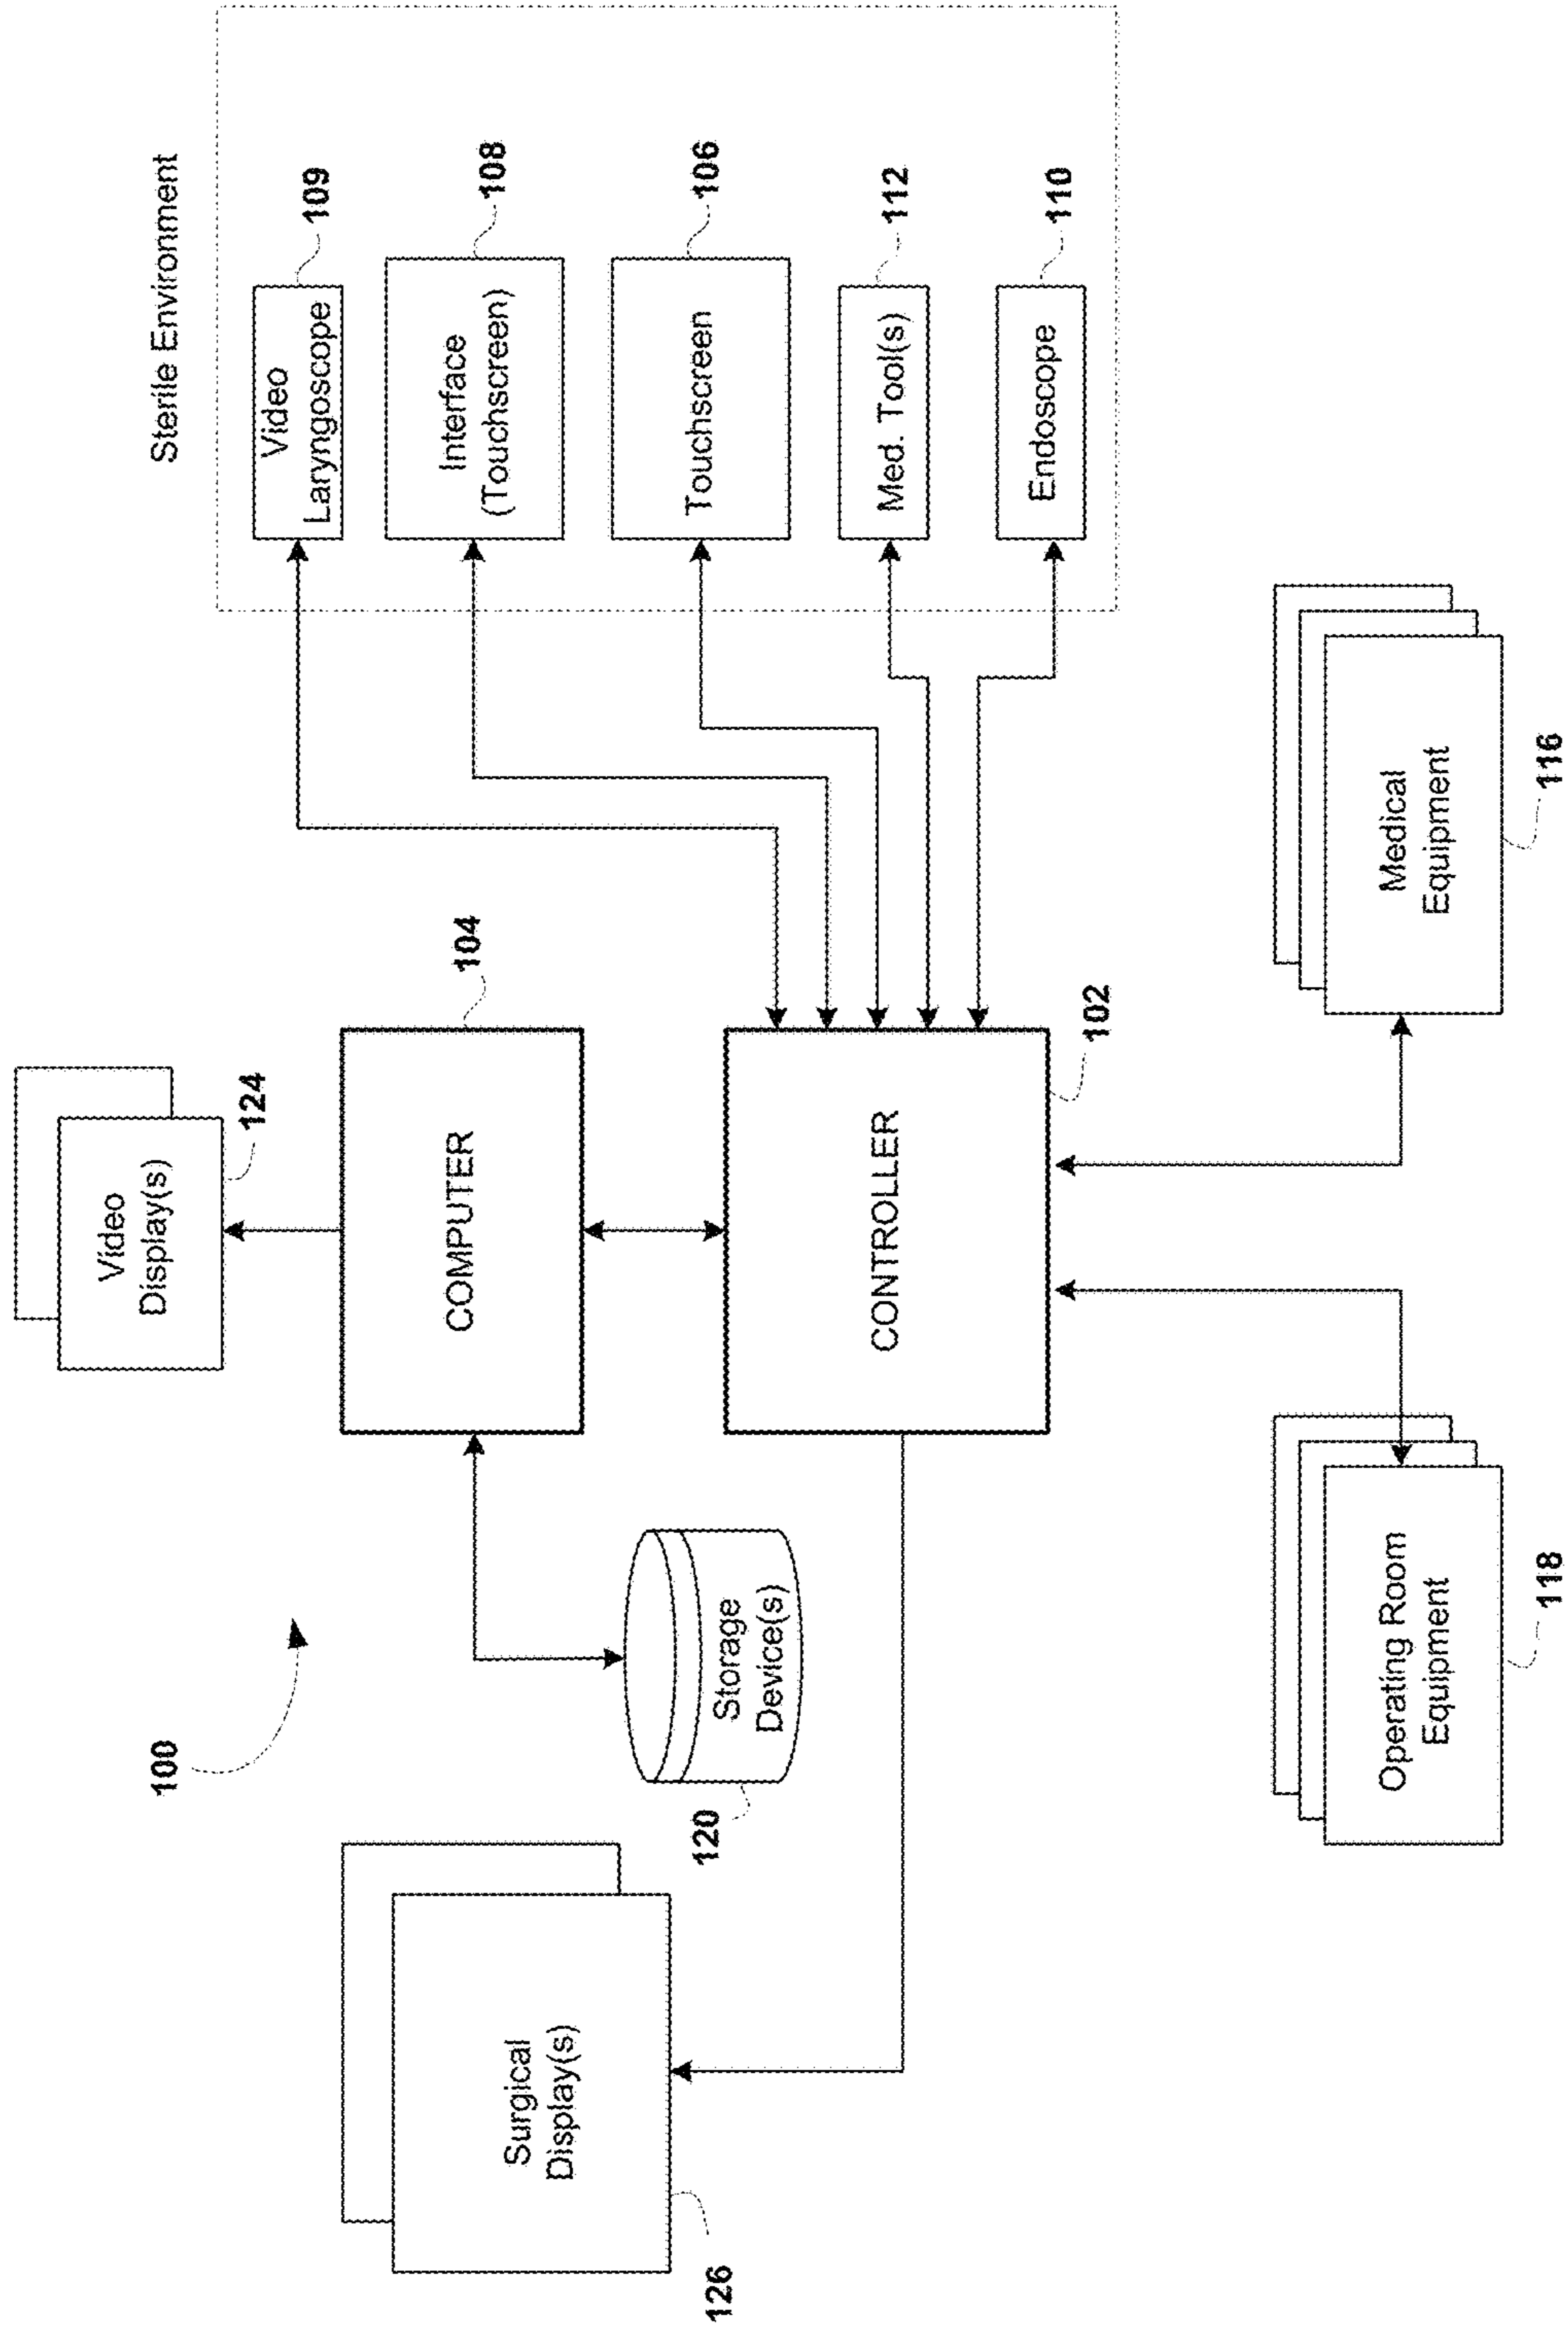 Sterile Environment
100
126
Surgical
Display(s)
120
Storage
Device(s)
Video
Display(s)
124
COMPUTER
104
CONTROLLER
102
Video
Laryngoscope
109
Interface
(Touchscreen)
108
Touchscreen
106
Med. Tool(s)
112
Endoscope
110
Operating Room
Equipment
118
Medical
Equipment
116